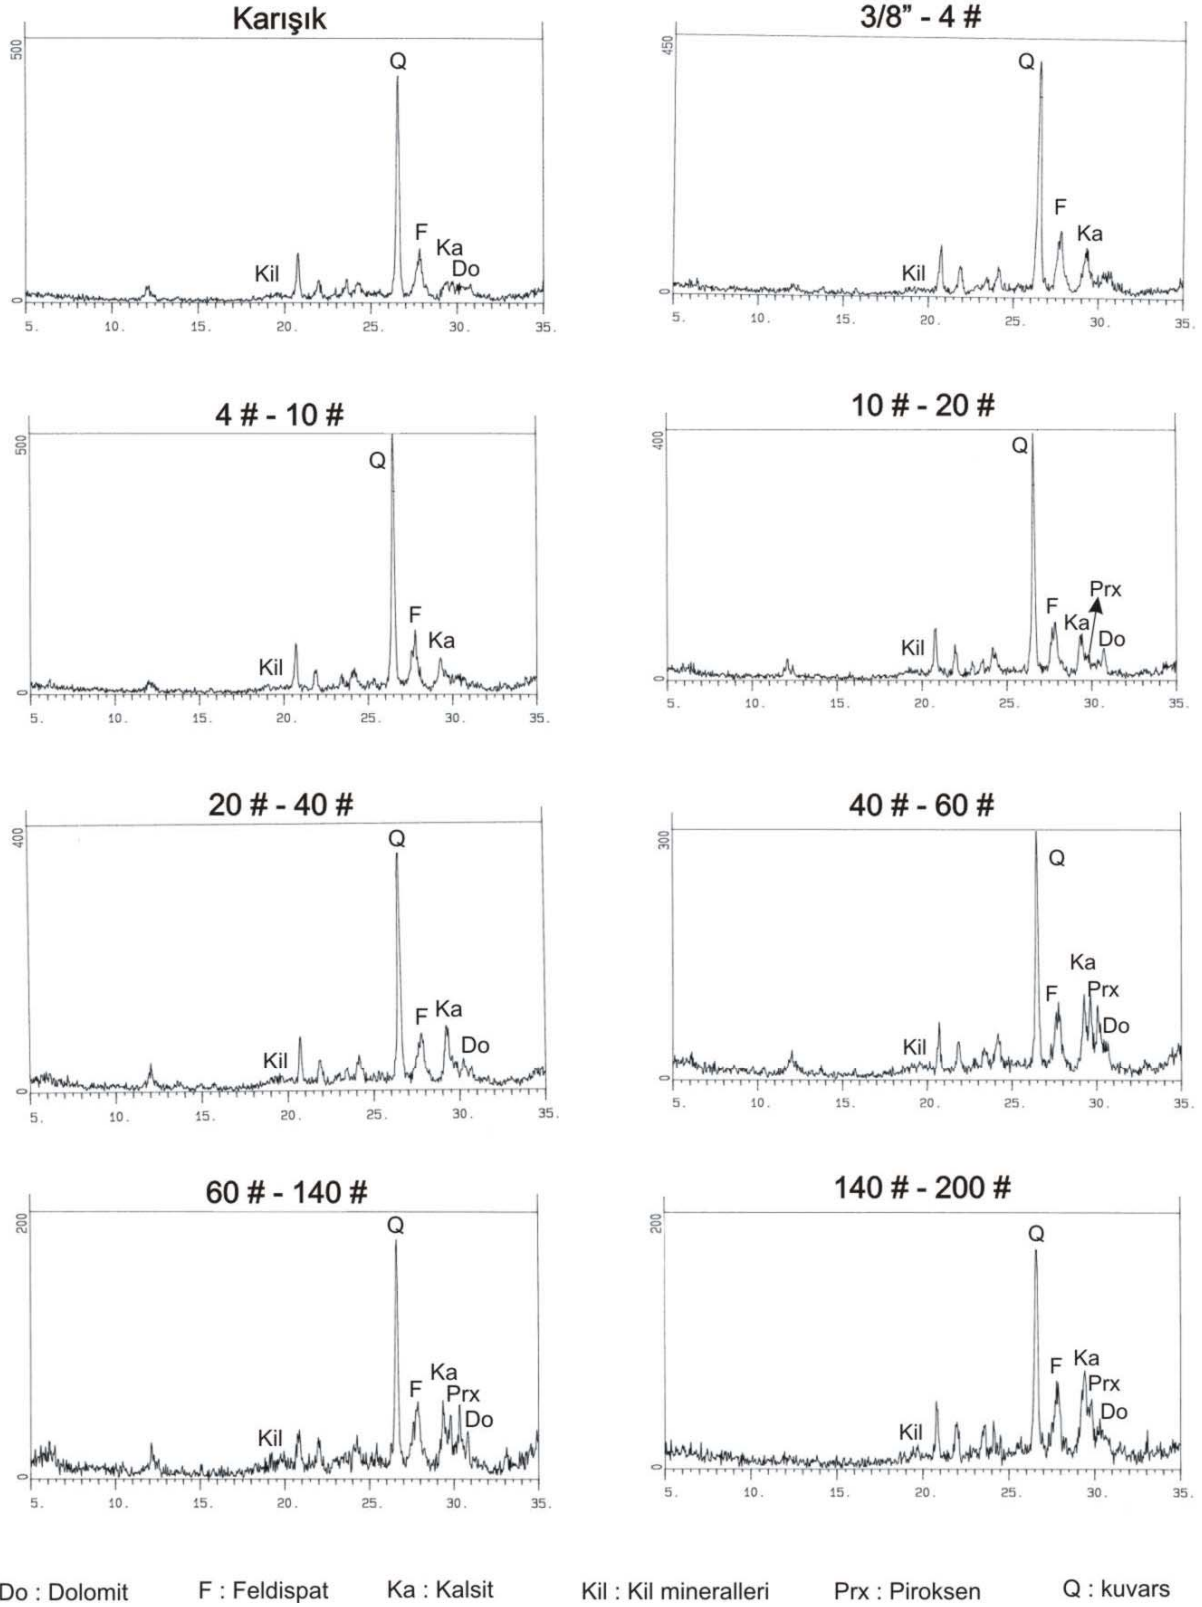 Karışık
500
Q
F
Ka
Do
Kil
0
5. 10. 15. 20. 25. 30. 35.
3/8” - 4 #
450
Q
F
Ka
Kil
0
5. 10. 15. 20. 25. 30. 35.
4 # - 10 #
500
Q
F
Ka
Kil
0
5. 10. 15. 20. 25. 30. 35.
10 # - 20 #
400
Q
Prx
F
Ka
Do
Kil
0
5. 10. 15. 20. 25. 30. 35.
20 # - 40 #
400
Q
Ka
F
Do
Kil
0
5. 10. 15. 20. 25. 30. 35.
40 # - 60 #
300
Q
Ka
F
Prx
Do
Kil
0
5. 10. 15. 20. 25. 30. 35.
60 # - 140 #
200
Q
Ka
F
Prx
Do
Kil
0
5. 10. 15. 20. 25. 30. 35.
140 # - 200 #
200
Q
Ka
F
Prx
Do
Kil
0
5. 10. 15. 20. 25. 30. 35.
Do : Dolomit F : Feldispat Ka : Kalsit Kil : Kil mineralleri Prx : Piroksen Q : kuvars